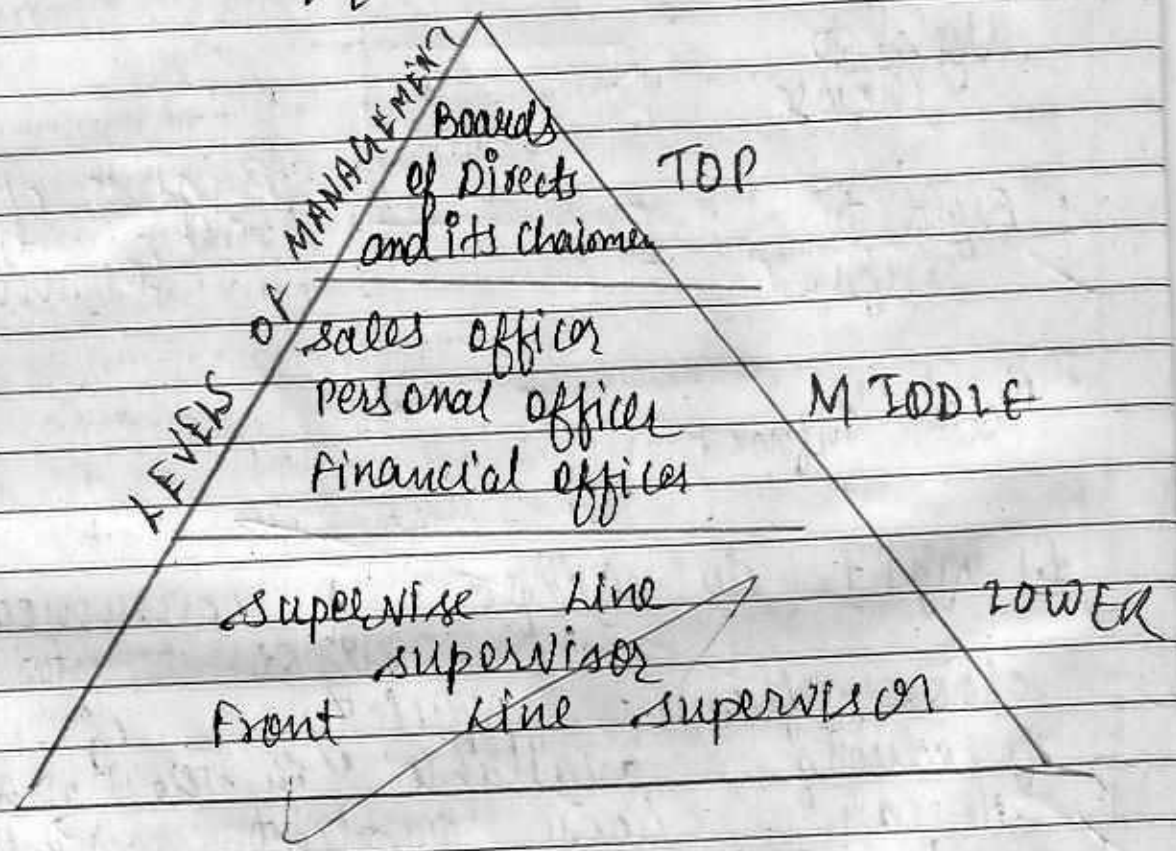 LEVELS OF MANAGEMENT
Boards
of Directs
and its Chairmen
TOP
sales officer
Personal officer
Financial officer
MIDDLE
supervise Line
supervisor
Front Line supervisor
LOWER